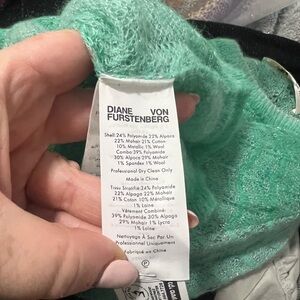 DIANE VON
FURSTENBERG
Shell 24% Polyamide 22% Alpaca
22% Mohair 21% Cotton
10% Metallic 1% Wool
Combo 39% Polyamide
30% Alpaca 29% Mohair
1% Spandex 1% Wool
Professional Dry Clean Only
Made in China
Tissu Stratifié 24% Polyamide
22% Alpaga 22% Mohair
21% Coton 10% Métallique
1% Laine
Vêtement Combiné:
39% Polyamide 30% Alpaga
29% Mohair 1% Lycra
1% Laine
Nettoyage À Sec Par Un
Professionnel Uniquement
Fabriqué en Chine
P